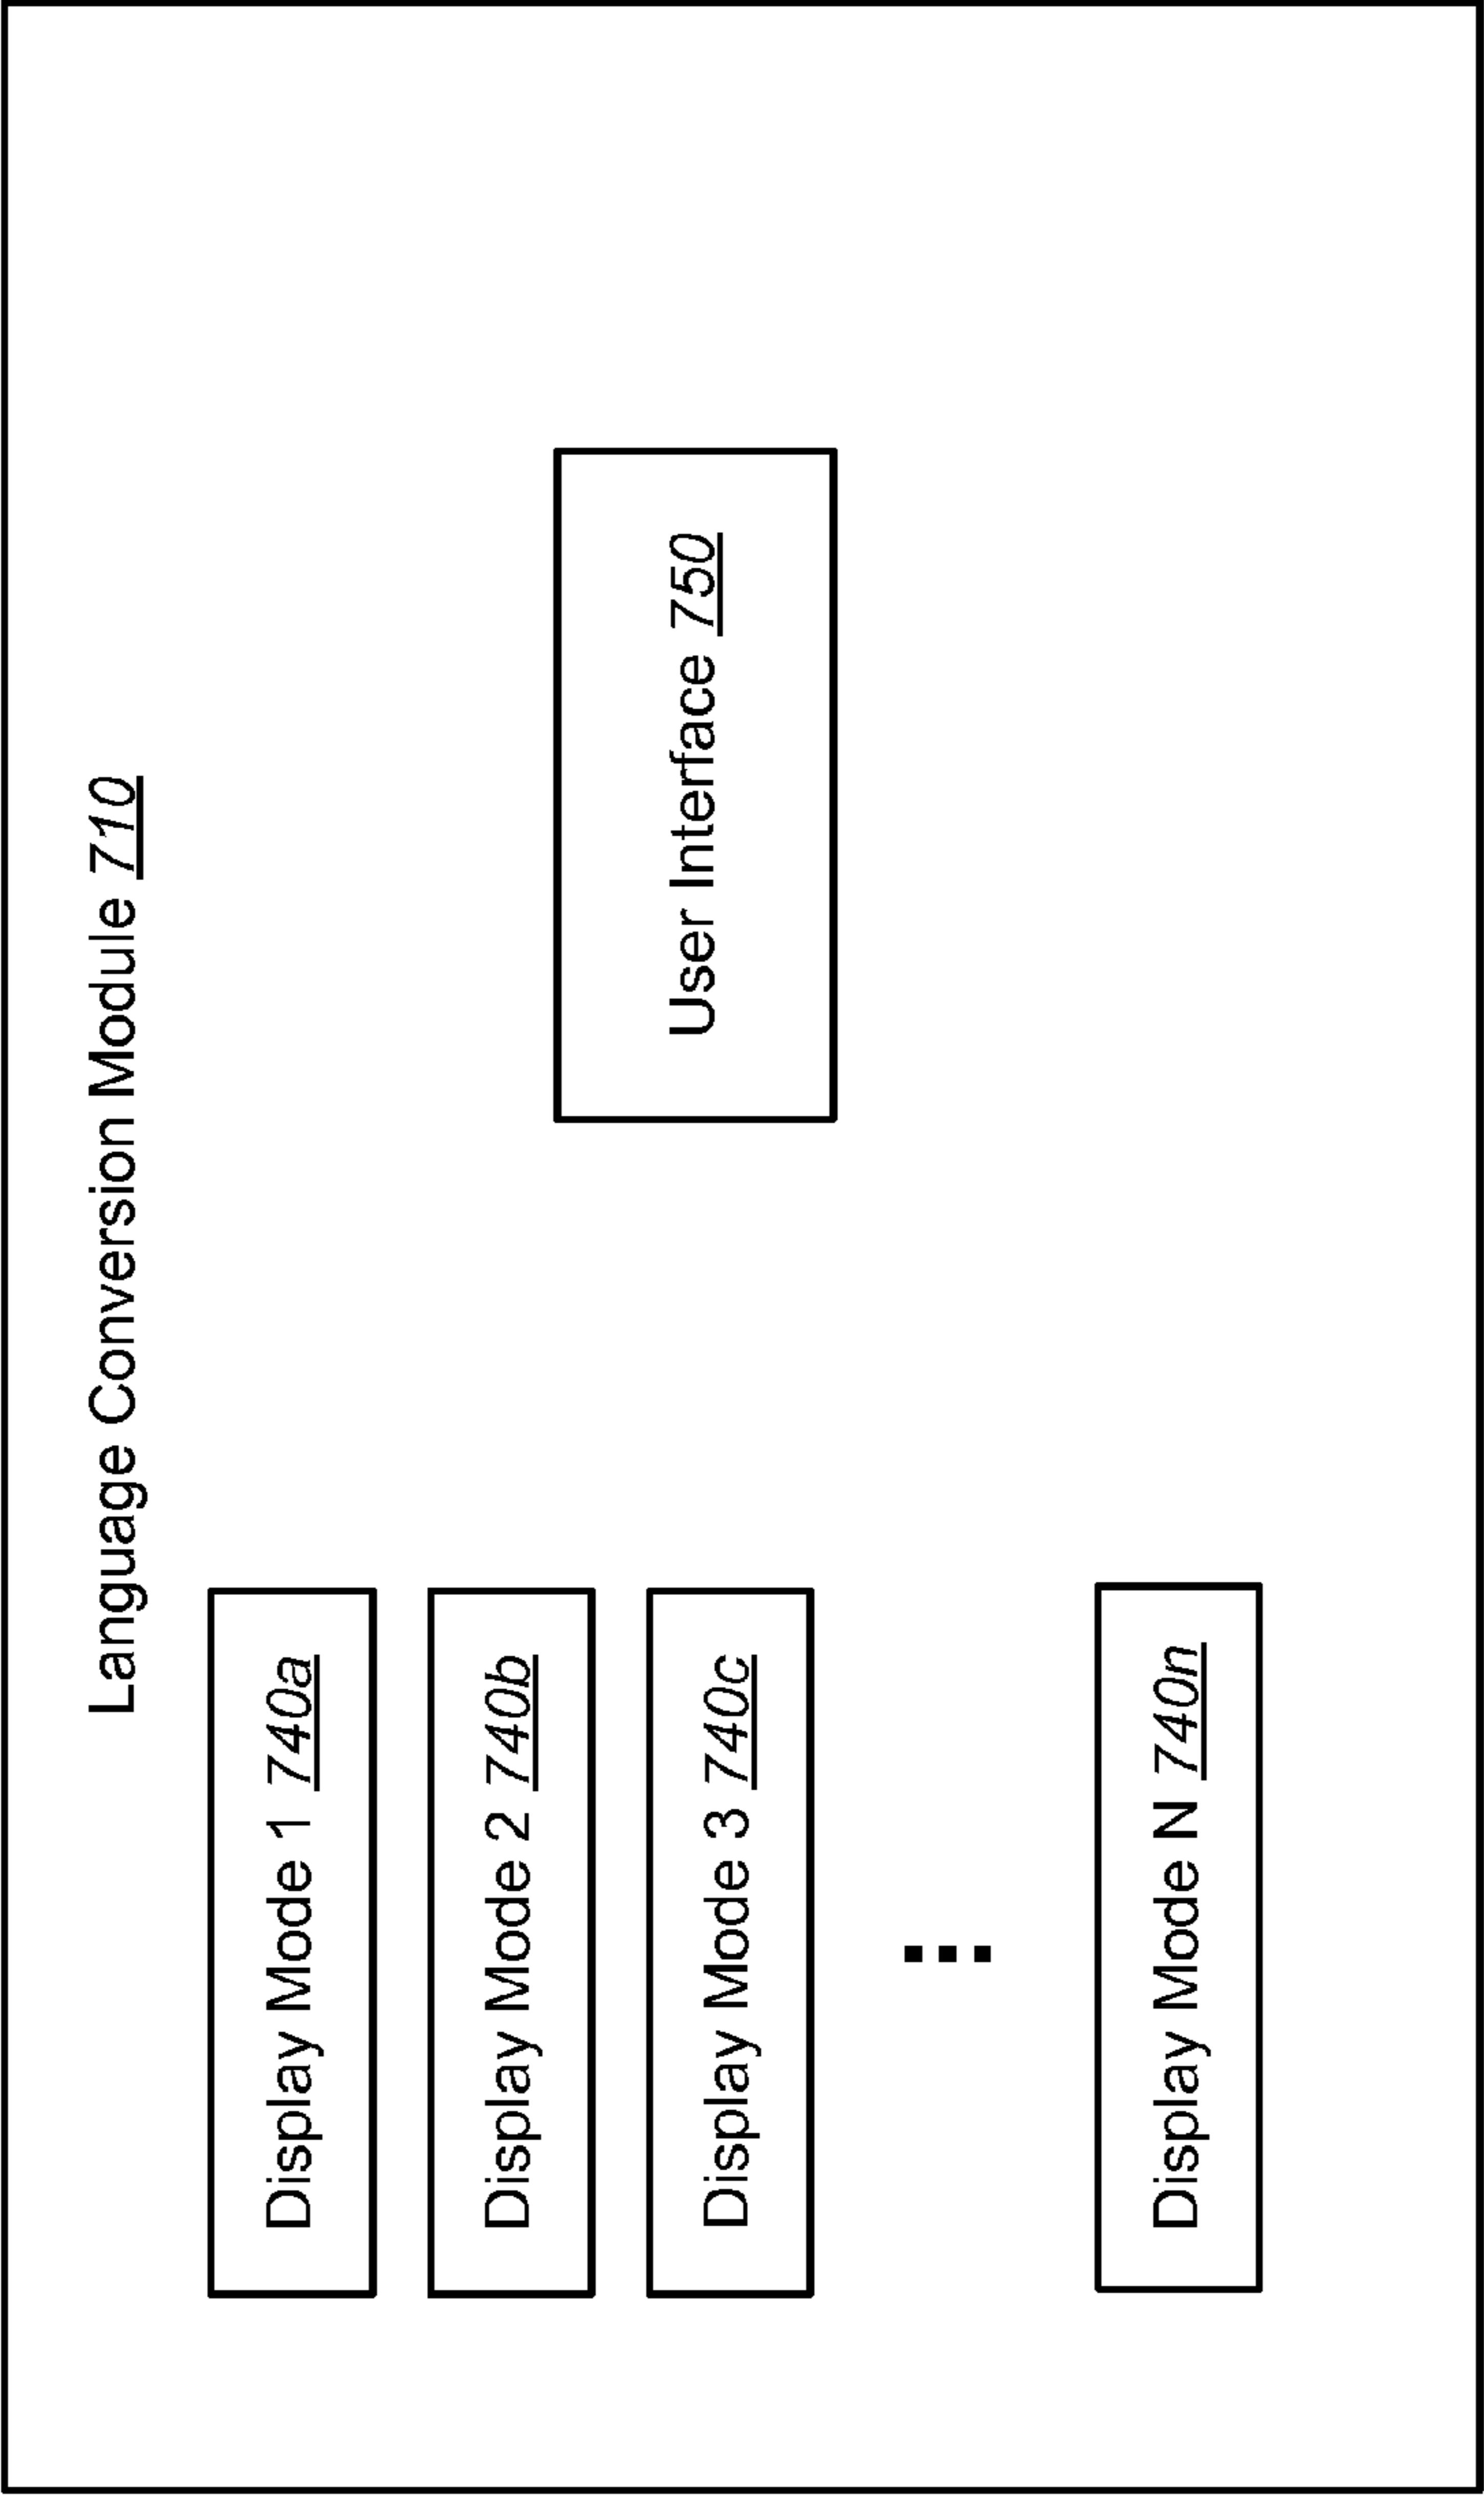 Language Conversion Module 710
Display Mode 1 740a
Display Mode 2 740b
Display Mode 3 740c
Display Mode N 740n
User Interface 750